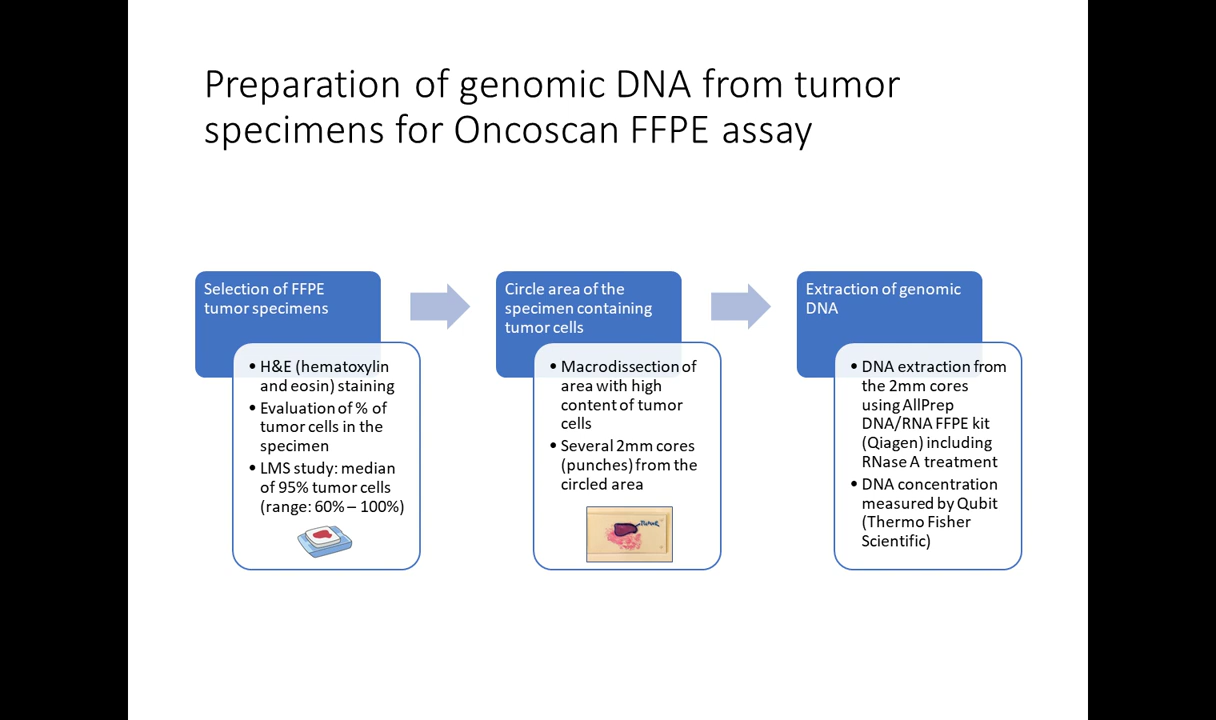 Preparation of genomic DNA from tumor
specimens for Oncoscan FFPE assay
Selection of FFPE
tumor specimens
• H&E (hematoxylin
and eosin) staining
• Evaluation of % of
tumor cells in the
specimen
• LMS study: median
of 95% tumor cells
(range: 60% – 100%)
Circle area of the
specimen containing
tumor cells
• Macrodissection of
area with high
content of tumor
cells
• Several 2mm cores
(punches) from the
circled area
Extraction of genomic
DNA
• DNA extraction from
the 2mm cores
using AllPrep
DNA/RNA FFPE kit
(Qiagen) including
RNase A treatment
• DNA concentration
measured by Qubit
(Thermo Fisher
Scientific)